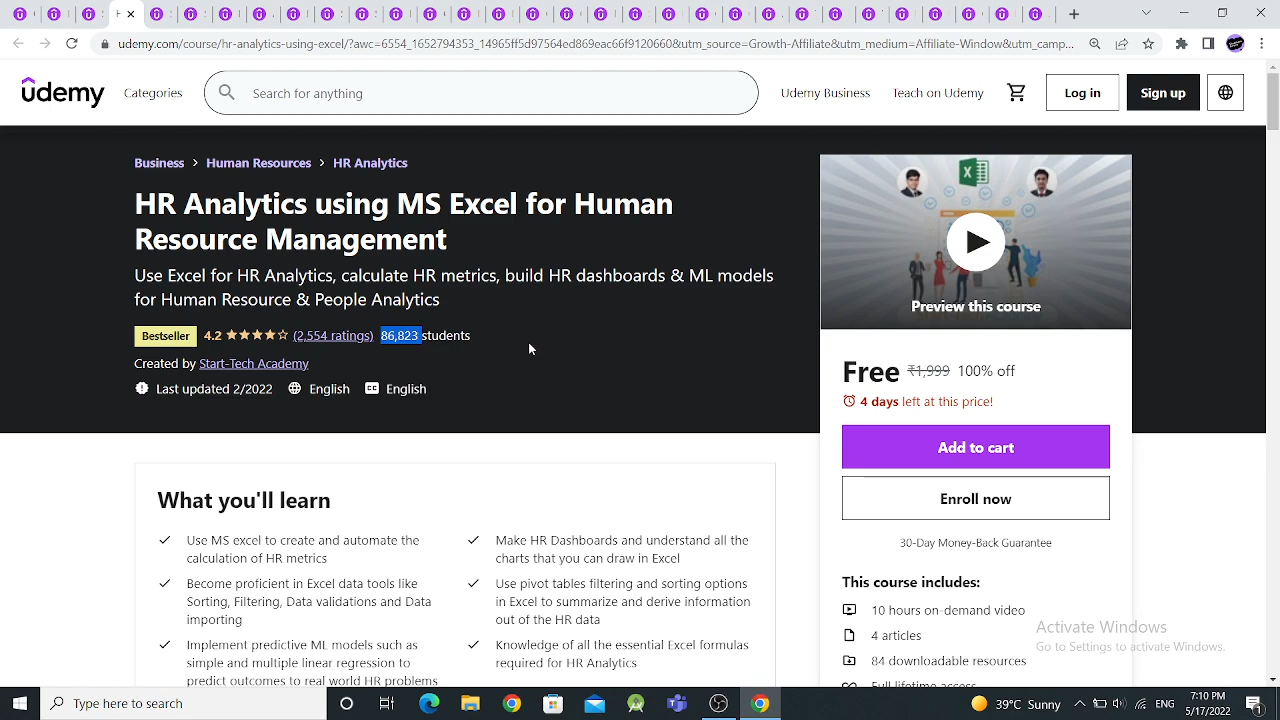 udemy.com/course/hr-analytics-using-excel/?awc=6554_1652794353_14965ff5df2564ed869eac66f9120660&utm_source=Growth-Affiliate&utm_medium=Affiliate-Window&utm_camp...
udemy
Categories
Search for anything
Udemy Business
Teach on Udemy
Log in
Sign up
Business > Human Resources > HR Analytics
HR Analytics using MS Excel for Human
Resource Management
Use Excel for HR Analytics, calculate HR metrics, build HR dashboards & ML models
for Human Resource & People Analytics
Bestseller 4.2 (2,554 ratings) 86,823 students
Created by Start-Tech Academy
Last updated 2/2022 English English
Preview this course
Free ₹1,999 100% off
4 days left at this price!
Add to cart
Enroll now
30-Day Money-Back Guarantee
This course includes:
10 hours on-demand video
4 articles
84 downloadable resources
Full lifetime access
What you'll learn
Use MS excel to create and automate the
calculation of HR metrics
Become proficient in Excel data tools like
Sorting, Filtering, Data validations and Data
importing
Implement predictive ML models such as
simple and multiple linear regression to
predict outcomes to real world HR problems
Make HR Dashboards and understand all the
charts that you can draw in Excel
Use pivot tables filtering and sorting options
in Excel to summarize and derive information
out of the HR data
Knowledge of all the essential Excel formulas
required for HR Analytics
Activate Windows
Go to Settings to activate Windows.
Type here to search
39°C Sunny
ENG
7:10 PM
5/17/2022